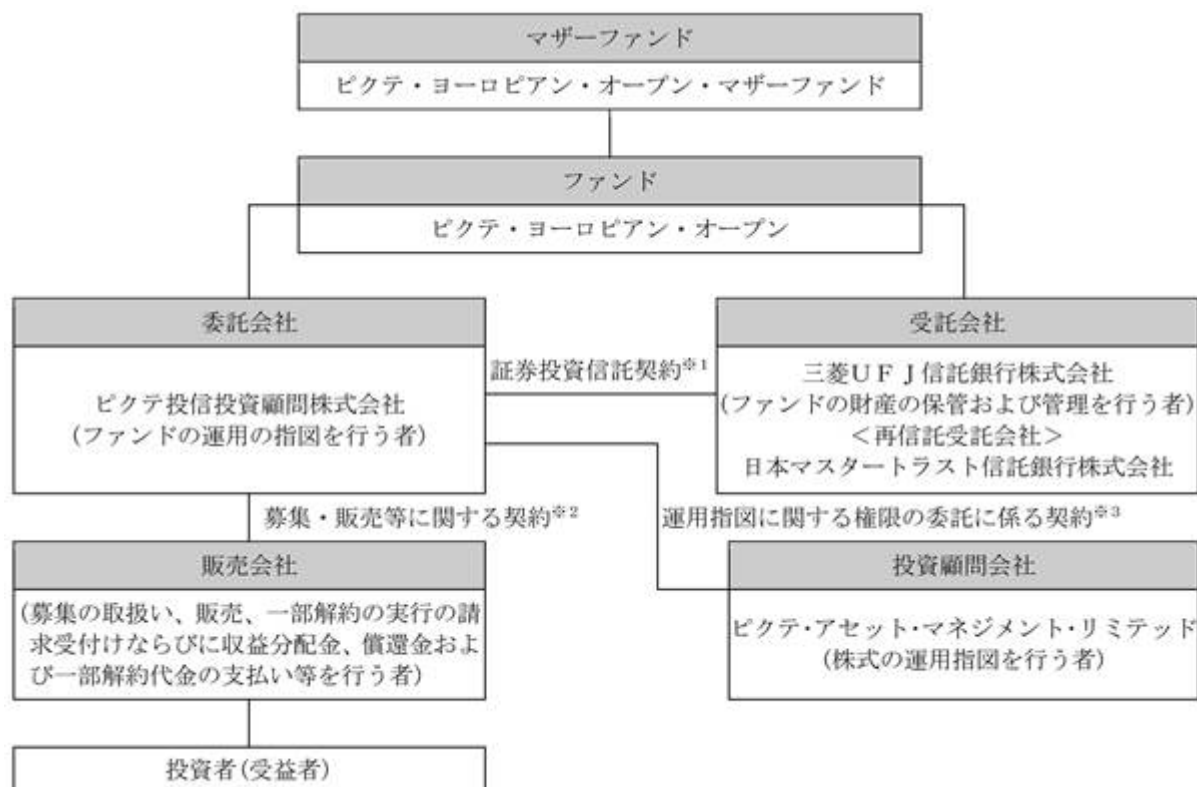 マザーファンド
ピクテ・ヨーロピアン・オープン・マザーファンド
ファンド
ピクテ・ヨーロピアン・オープン
委託会社
ピクテ投信投資顧問株式会社
(ファンドの運用の指図を行う者)
証券投資信託契約※1
受託会社
三菱UFJ信託銀行株式会社
(ファンドの財産の保管および管理を行う者)
<再信託受託会社>
日本マスタートラスト信託銀行株式会社
募集・販売等に関する契約※2
運用指図に関する権限の委託に係る契約※3
販売会社
(募集の取扱い、販売、一部解約の実行の請
求受付けならびに収益分配金、償還金およ
び一部解約代金の支払い等を行う者)
投資顧問会社
ピクテ・アセット・マネジメント・リミテッド
(株式の運用指図を行う者)
投資者(受益者)